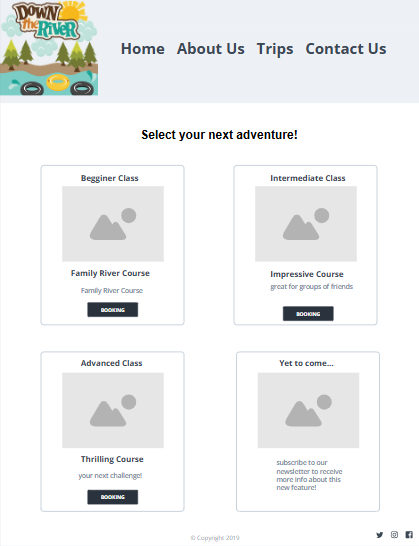 DOWN
the
RiVER
Home About Us Trips Contact Us
Select your next adventure!
Begginer Class
Family River Course
Family River Course
BOOKING
Intermediate Class
Impressive Course
great for groups of friends
BOOKING
Advanced Class
Thrilling Course
your next challenge!
BOOKING
Yet to come...
subscribe to our
newsletter to receive
more info about this
new feature!
© Copyright 2019